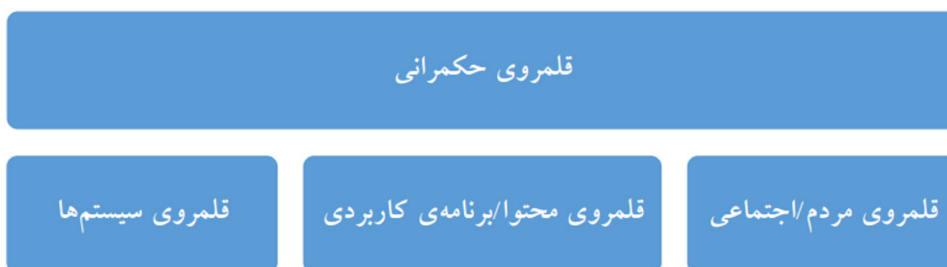 قلمروی حکمرانی
قلمروی مردم/اجتماعی
قلمروی محتوا/برنامه‌ی کاربردی
قلمروی سیستم‌ها